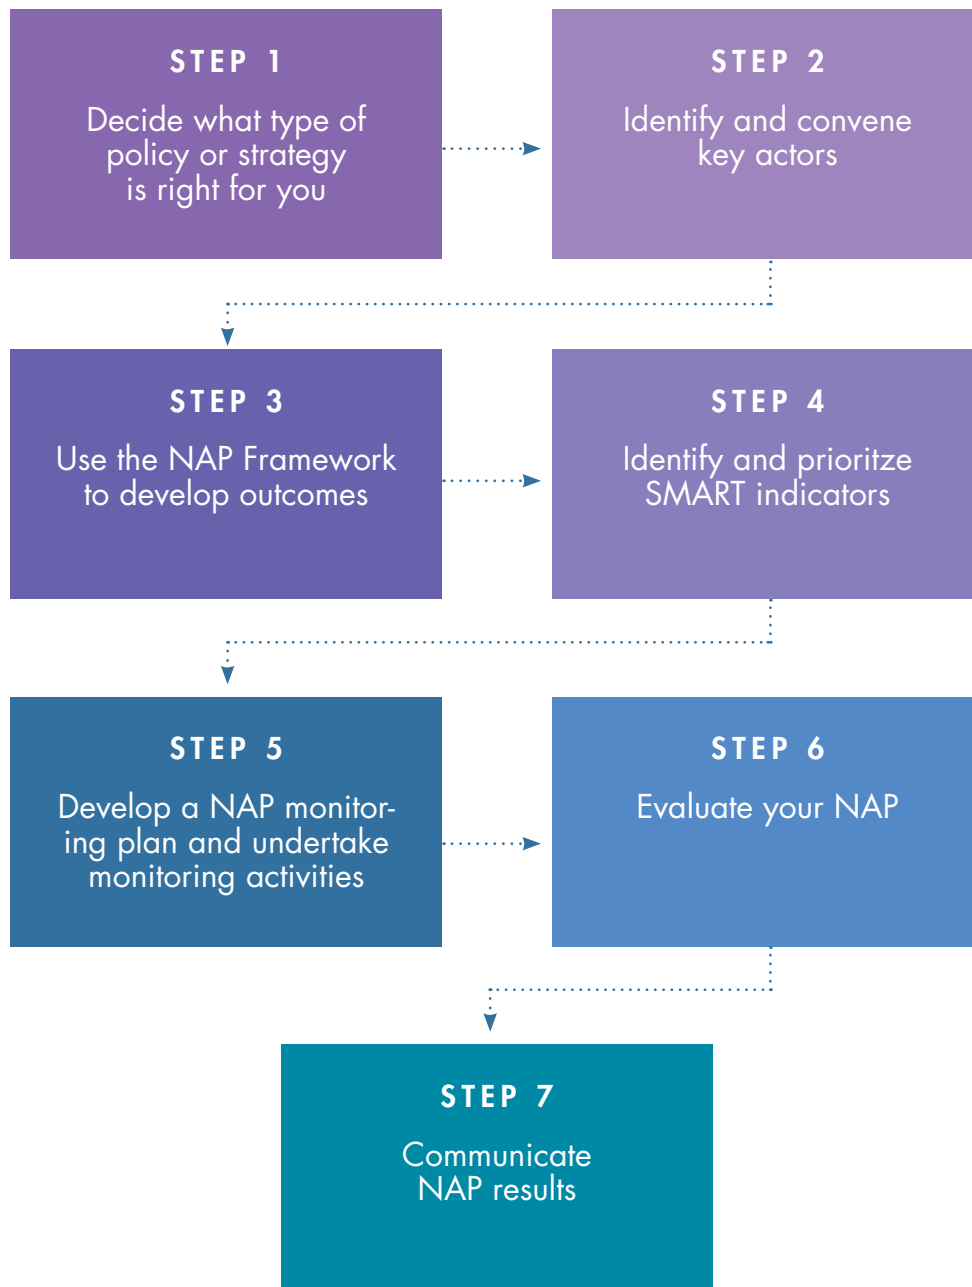 STEP 1
Decide what type of
policy or strategy
is right for you
STEP 2
Identify and convene
key actors
STEP 3
Use the NAP Framework
to develop outcomes
STEP 4
Identify and prioritze
SMART indicators
STEP 5
Develop a NAP monitor-
ing plan and undertake
monitoring activities
STEP 6
Evaluate your NAP
STEP 7
Communicate
NAP results